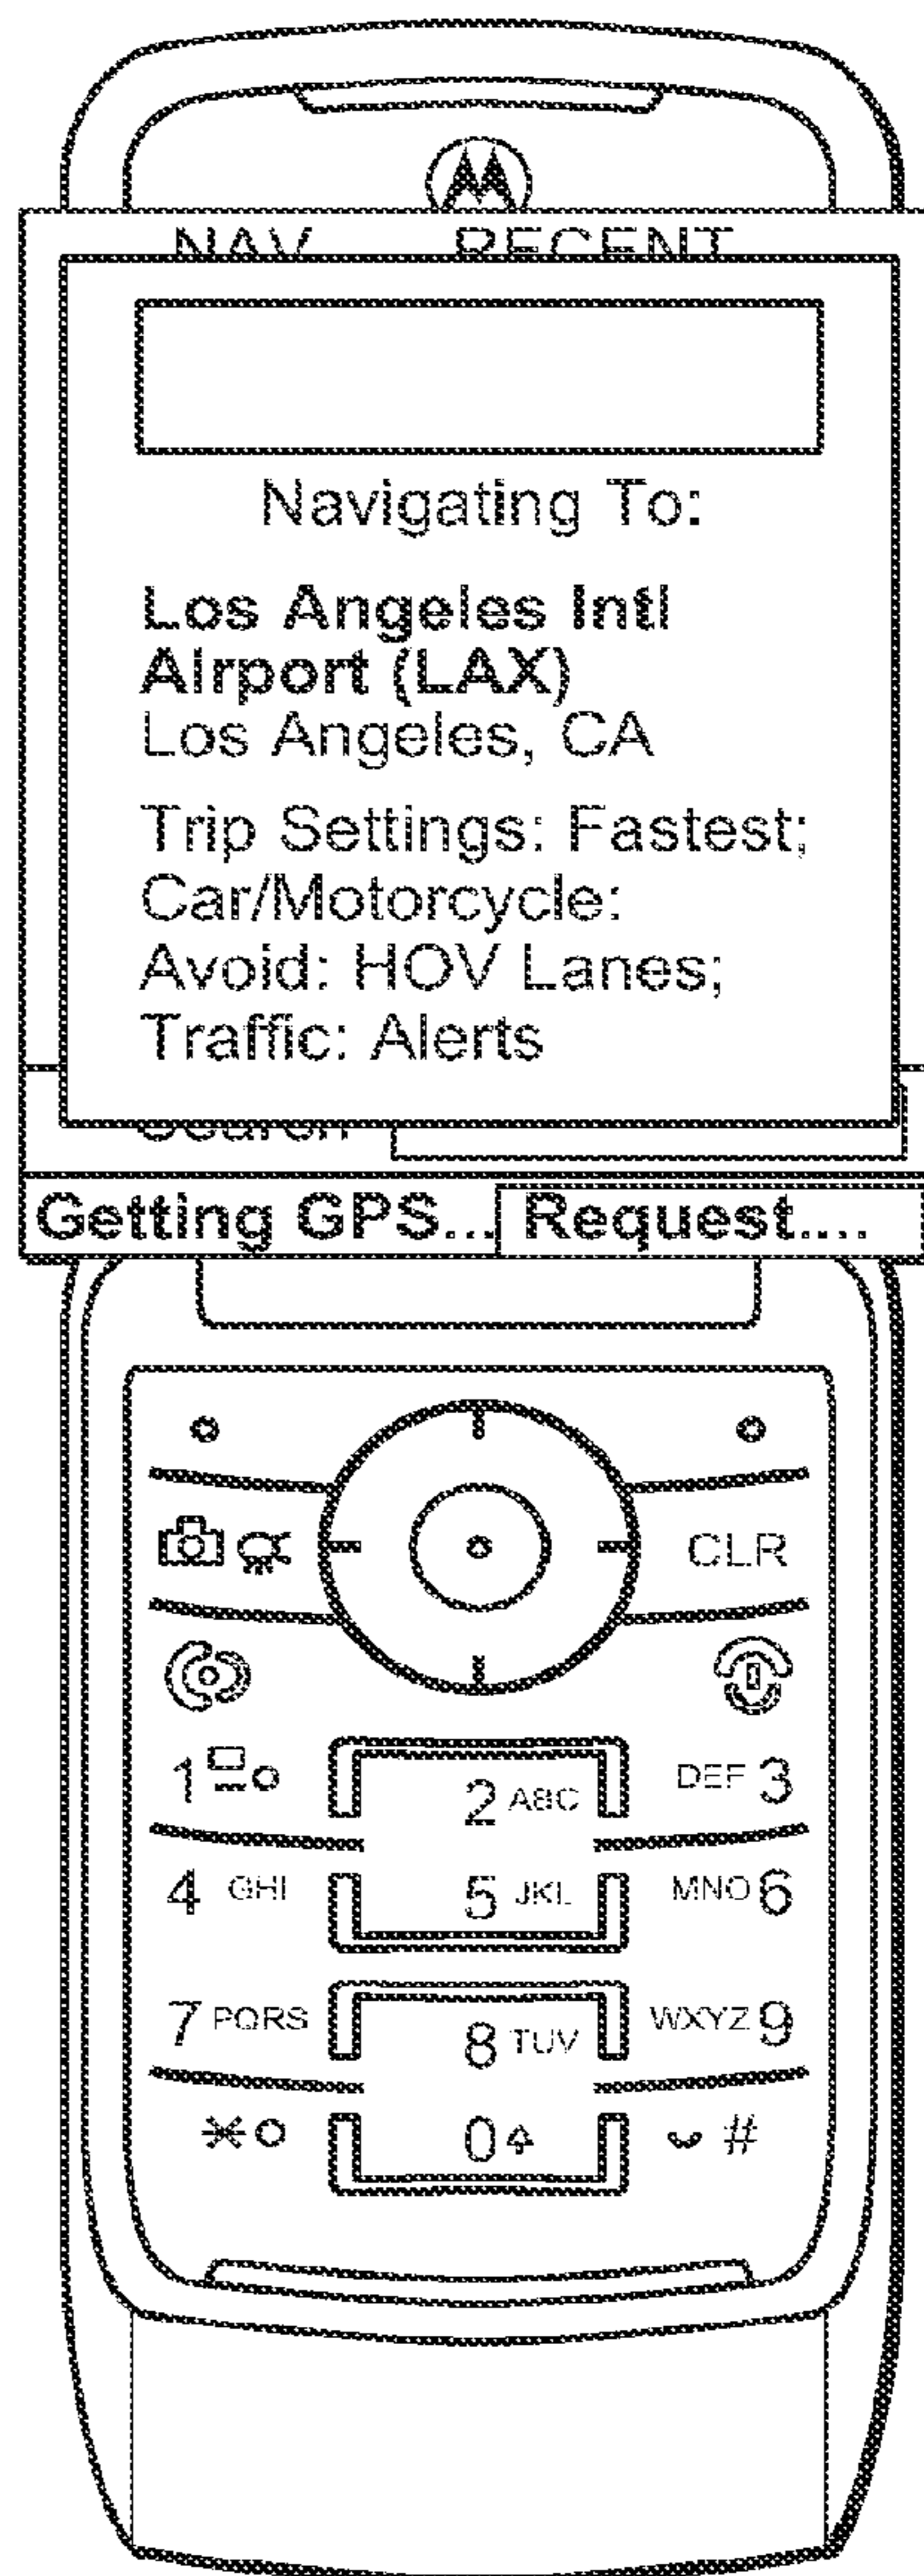 NAV RECENT
Navigating To:
Los Angeles Intl
Airport (LAX)
Los Angeles, CA
Trip Settings: Fastest;
Car/Motorcycle:
Avoid: HOV Lanes;
Traffic: Alerts
Search
Getting GPS... Request....
CLR
1 2 ABC DEF 3
4 GHI 5 JKL MNO 6
7 PQRS 8 TUV WXYZ 9
* 0 #